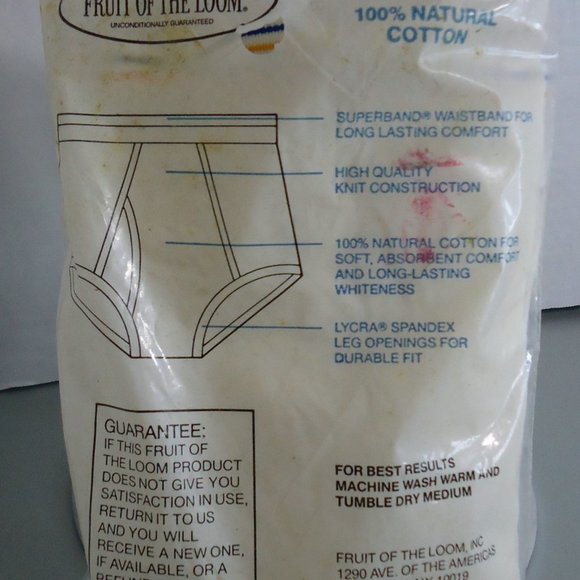 FRUIT OF THE LOOM®
UNCONDITIONALLY GUARANTEED
100% NATURAL
COTTON
SUPERBAND® WAISTBAND FOR
LONG LASTING COMFORT
HIGH QUALITY
KNIT CONSTRUCTION
100% NATURAL COTTON FOR
SOFT, ABSORBENT COMFORT
AND LONG-LASTING
WHITENESS
LYCRA® SPANDEX
LEG OPENINGS FOR
DURABLE FIT
GUARANTEE:
IF THIS FRUIT OF
THE LOOM PRODUCT
DOES NOT GIVE YOU
SATISFACTION IN USE,
RETURN IT TO US
AND YOU WILL
RECEIVE A NEW ONE,
IF AVAILABLE, OR A
FOR BEST RESULTS
MACHINE WASH WARM AND
TUMBLE DRY MEDIUM
FRUIT OF THE LOOM, INC
1290 AVE. OF THE AMERICAS
10019